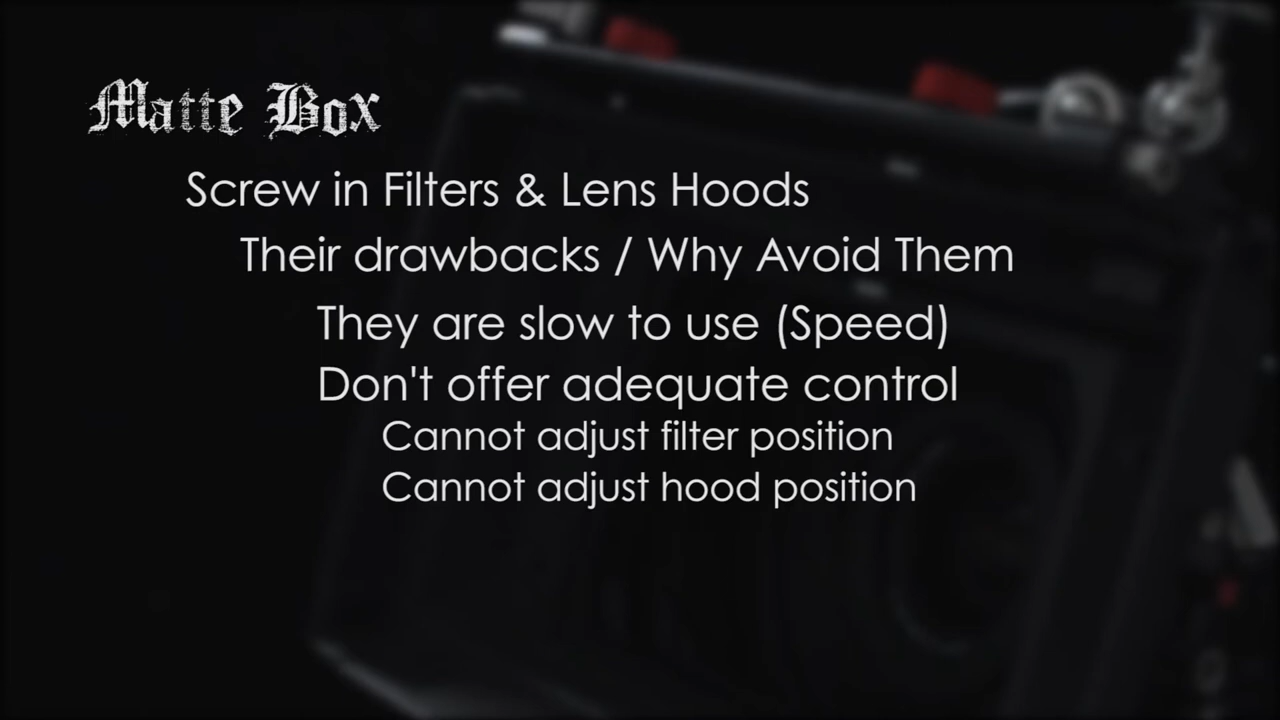 Matte Box
Screw in Filters & Lens Hoods
Their drawbacks / Why Avoid Them
They are slow to use (Speed)
Don't offer adequate control
Cannot adjust filter position
Cannot adjust hood position